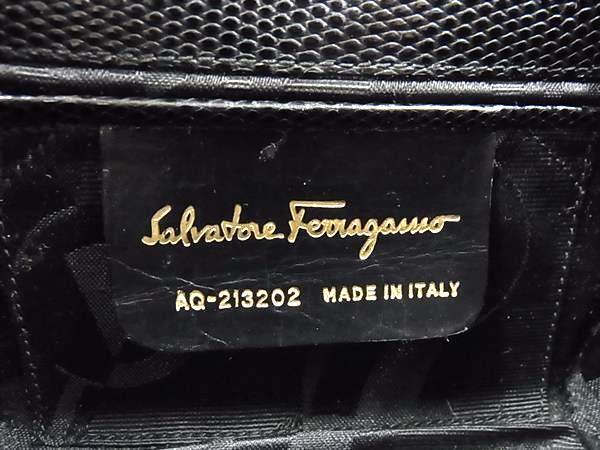 Salvatore Ferragamo
AQ-213202 MADE IN ITALY